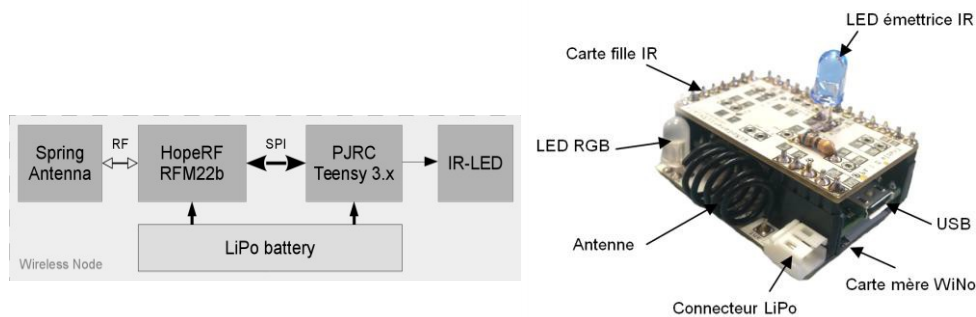 Spring
Antenna
RF
HopeRF
RFM22b
SPI
PJRC
Teensy 3.x
IR-LED
LiPo battery
Wireless Node
LED émettrice IR
Carte fille IR
LED RGB
Antenne
USB
Carte mère WiNo
Connecteur LiPo